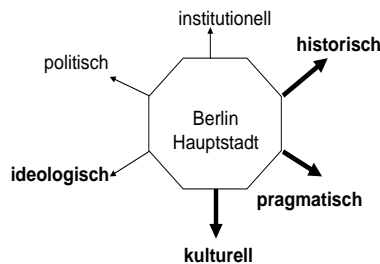 institutionell
historisch
politisch
Berlin
Hauptstadt
ideologisch
pragmatisch
kulturell